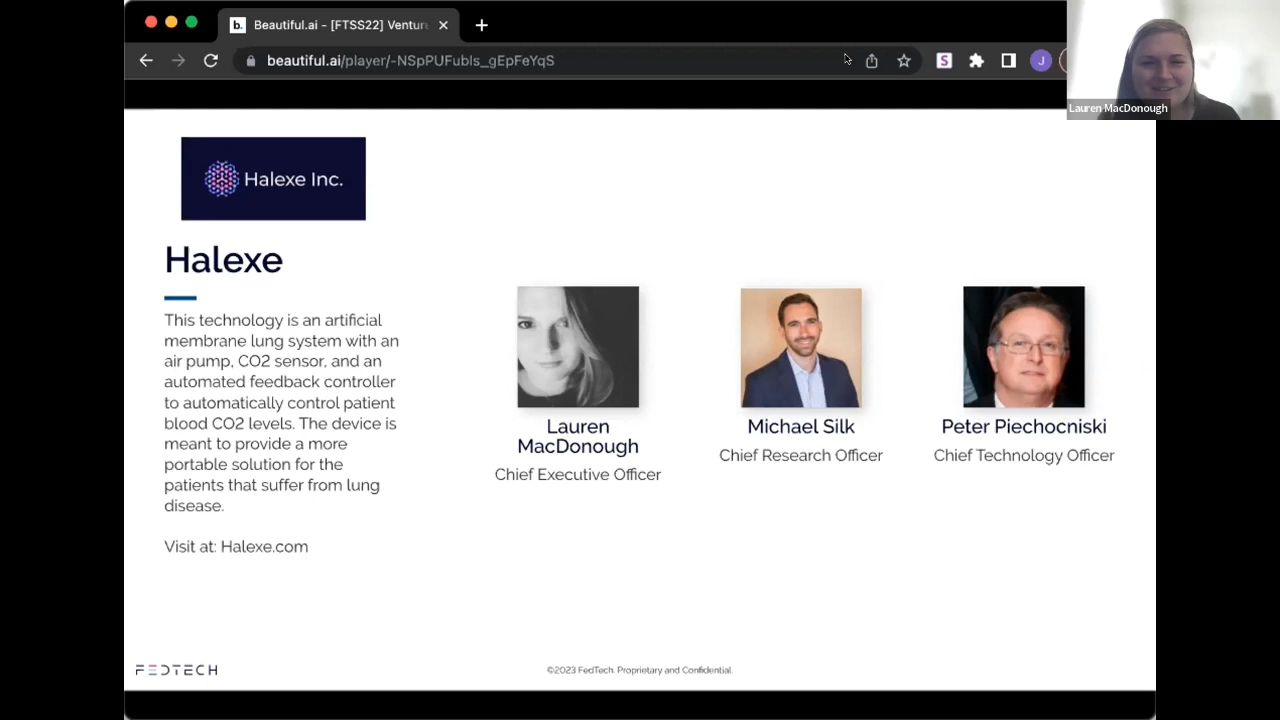 Beautiful.ai - [FTSS22] Ventur
beautiful.ai/player/-NSpPUFubls_gEpFeYqS
S
J
Lauren MacDonough
Halexe Inc.
Halexe
This technology is an artificial
membrane lung system with an
air pump, CO2 sensor, and an
automated feedback controller
to automatically control patient
blood CO2 levels. The device is
meant to provide a more
portable solution for the
patients that suffer from lung
disease.
Visit at: Halexe.com
Lauren
MacDonough
Chief Executive Officer
Michael Silk
Chief Research Officer
Peter Piechocniski
Chief Technology Officer
FEDTECH
©2023 FedTech. Proprietary and Confidential.